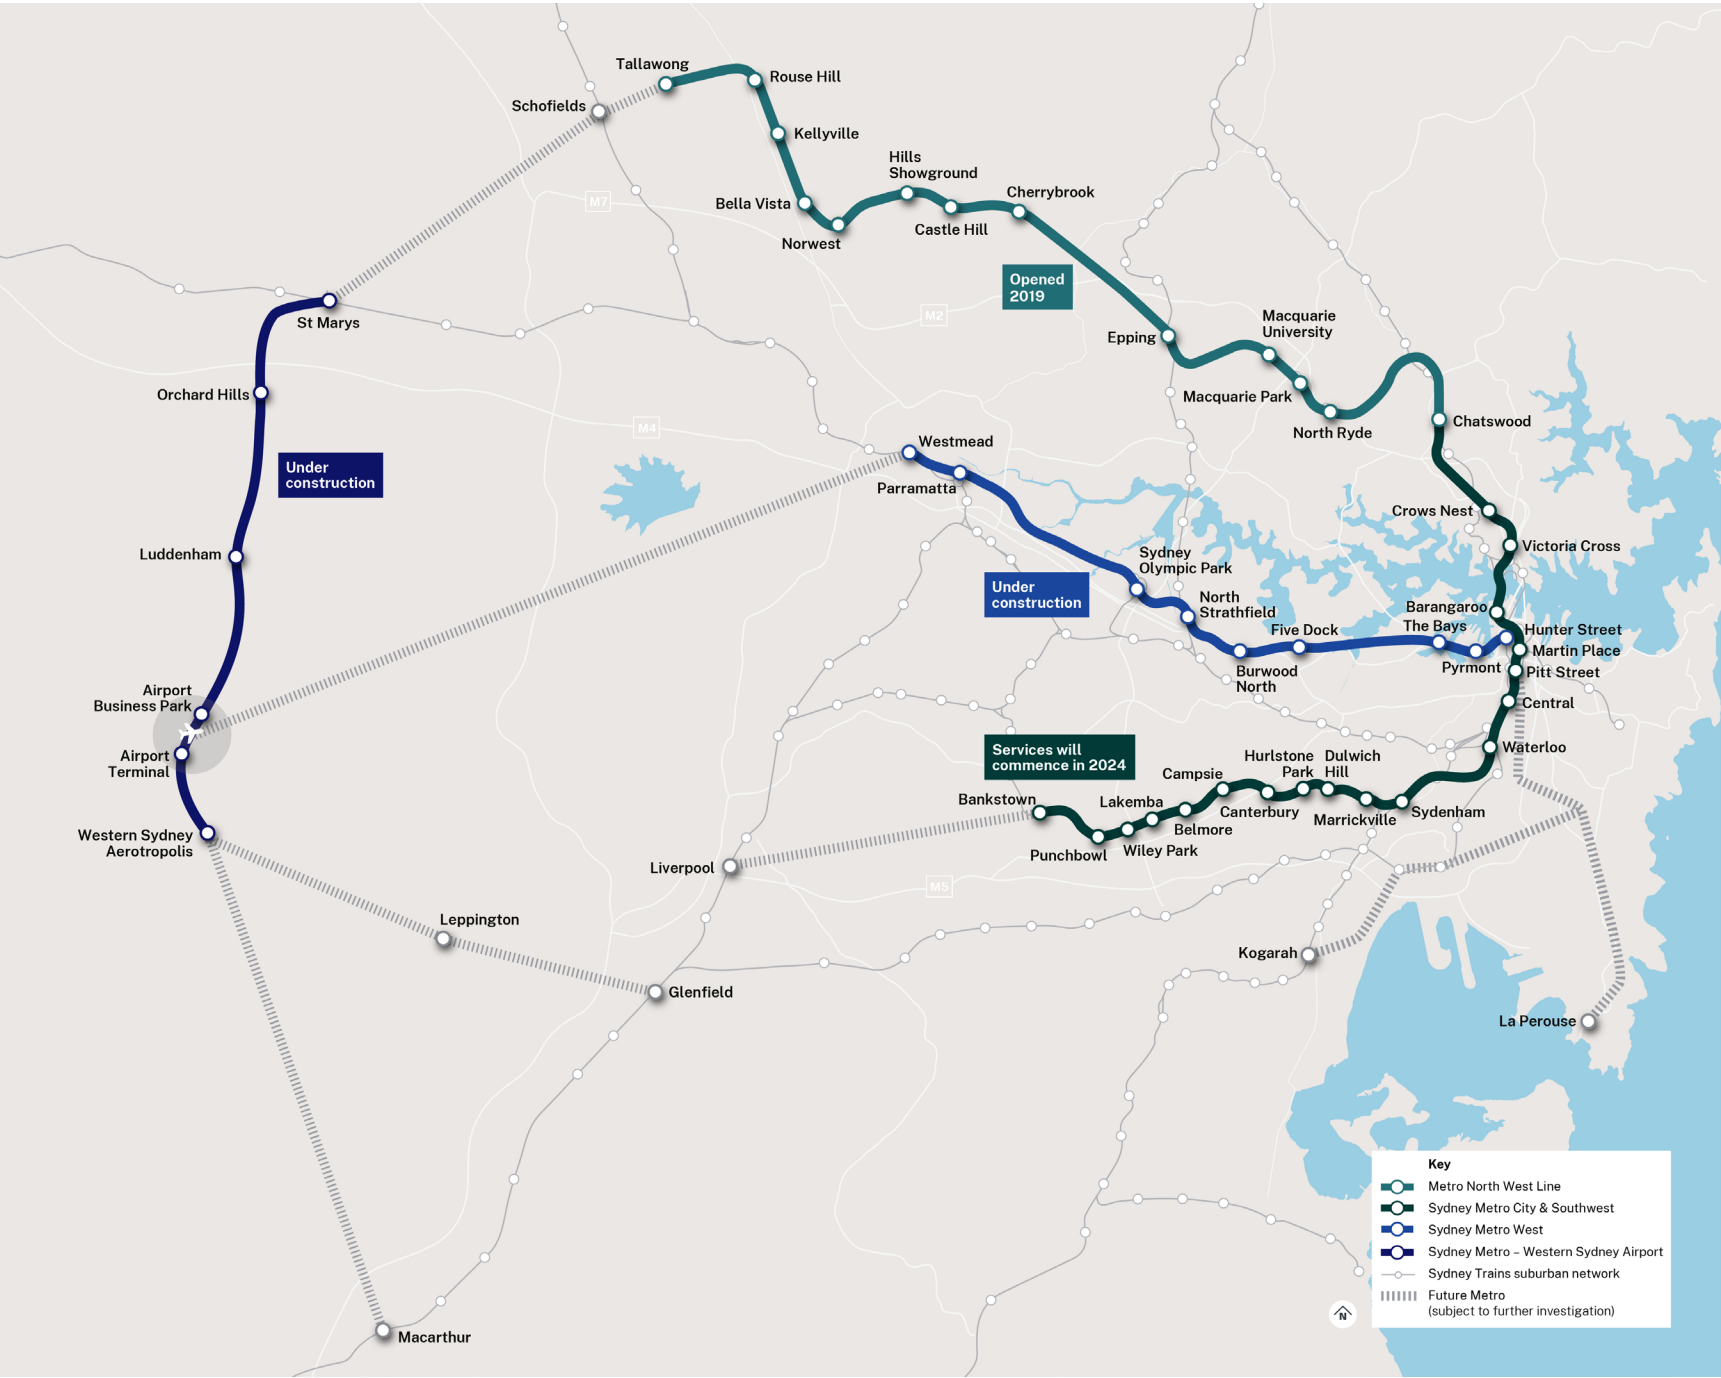 Tallawong
Rouse Hill
Schofields
Kellyville
Hills
Showground
Cherrybrook
M7
Bella Vista
Castle Hill
Norwest
Opened
2019
St Marys
M2
Macquarie
University
Epping
Orchard Hills
Macquarie Park
M4
North Ryde
Chatswood
Westmead
Under
construction
Parramatta
Crows Nest
Luddenham
Victoria Cross
Sydney
Olympic Park
Under
construction
North
Strathfield
Barangaroo
The Bays
Five Dock
Hunter Street
Martin Place
Pyrmont
Pitt Street
Burwood
North
Airport
Business Park
Central
Airport
Terminal
Services will
commence in 2024
Waterloo
Hurlstone
Park
Dulwich
Hill
Campsie
Bankstown
Lakemba
Canterbury
Sydenham
Marrickville
Belmore
Western Sydney
Aerotropolis
Punchbowl
Wiley Park
Liverpool
M5
Leppington
Kogarah
Glenfield
La Perouse
Key
Metro North West Line
Sydney Metro City & Southwest
Sydney Metro West
Sydney Metro – Western Sydney Airport
Sydney Trains suburban network
Future Metro
(subject to further investigation)
N
Macarthur